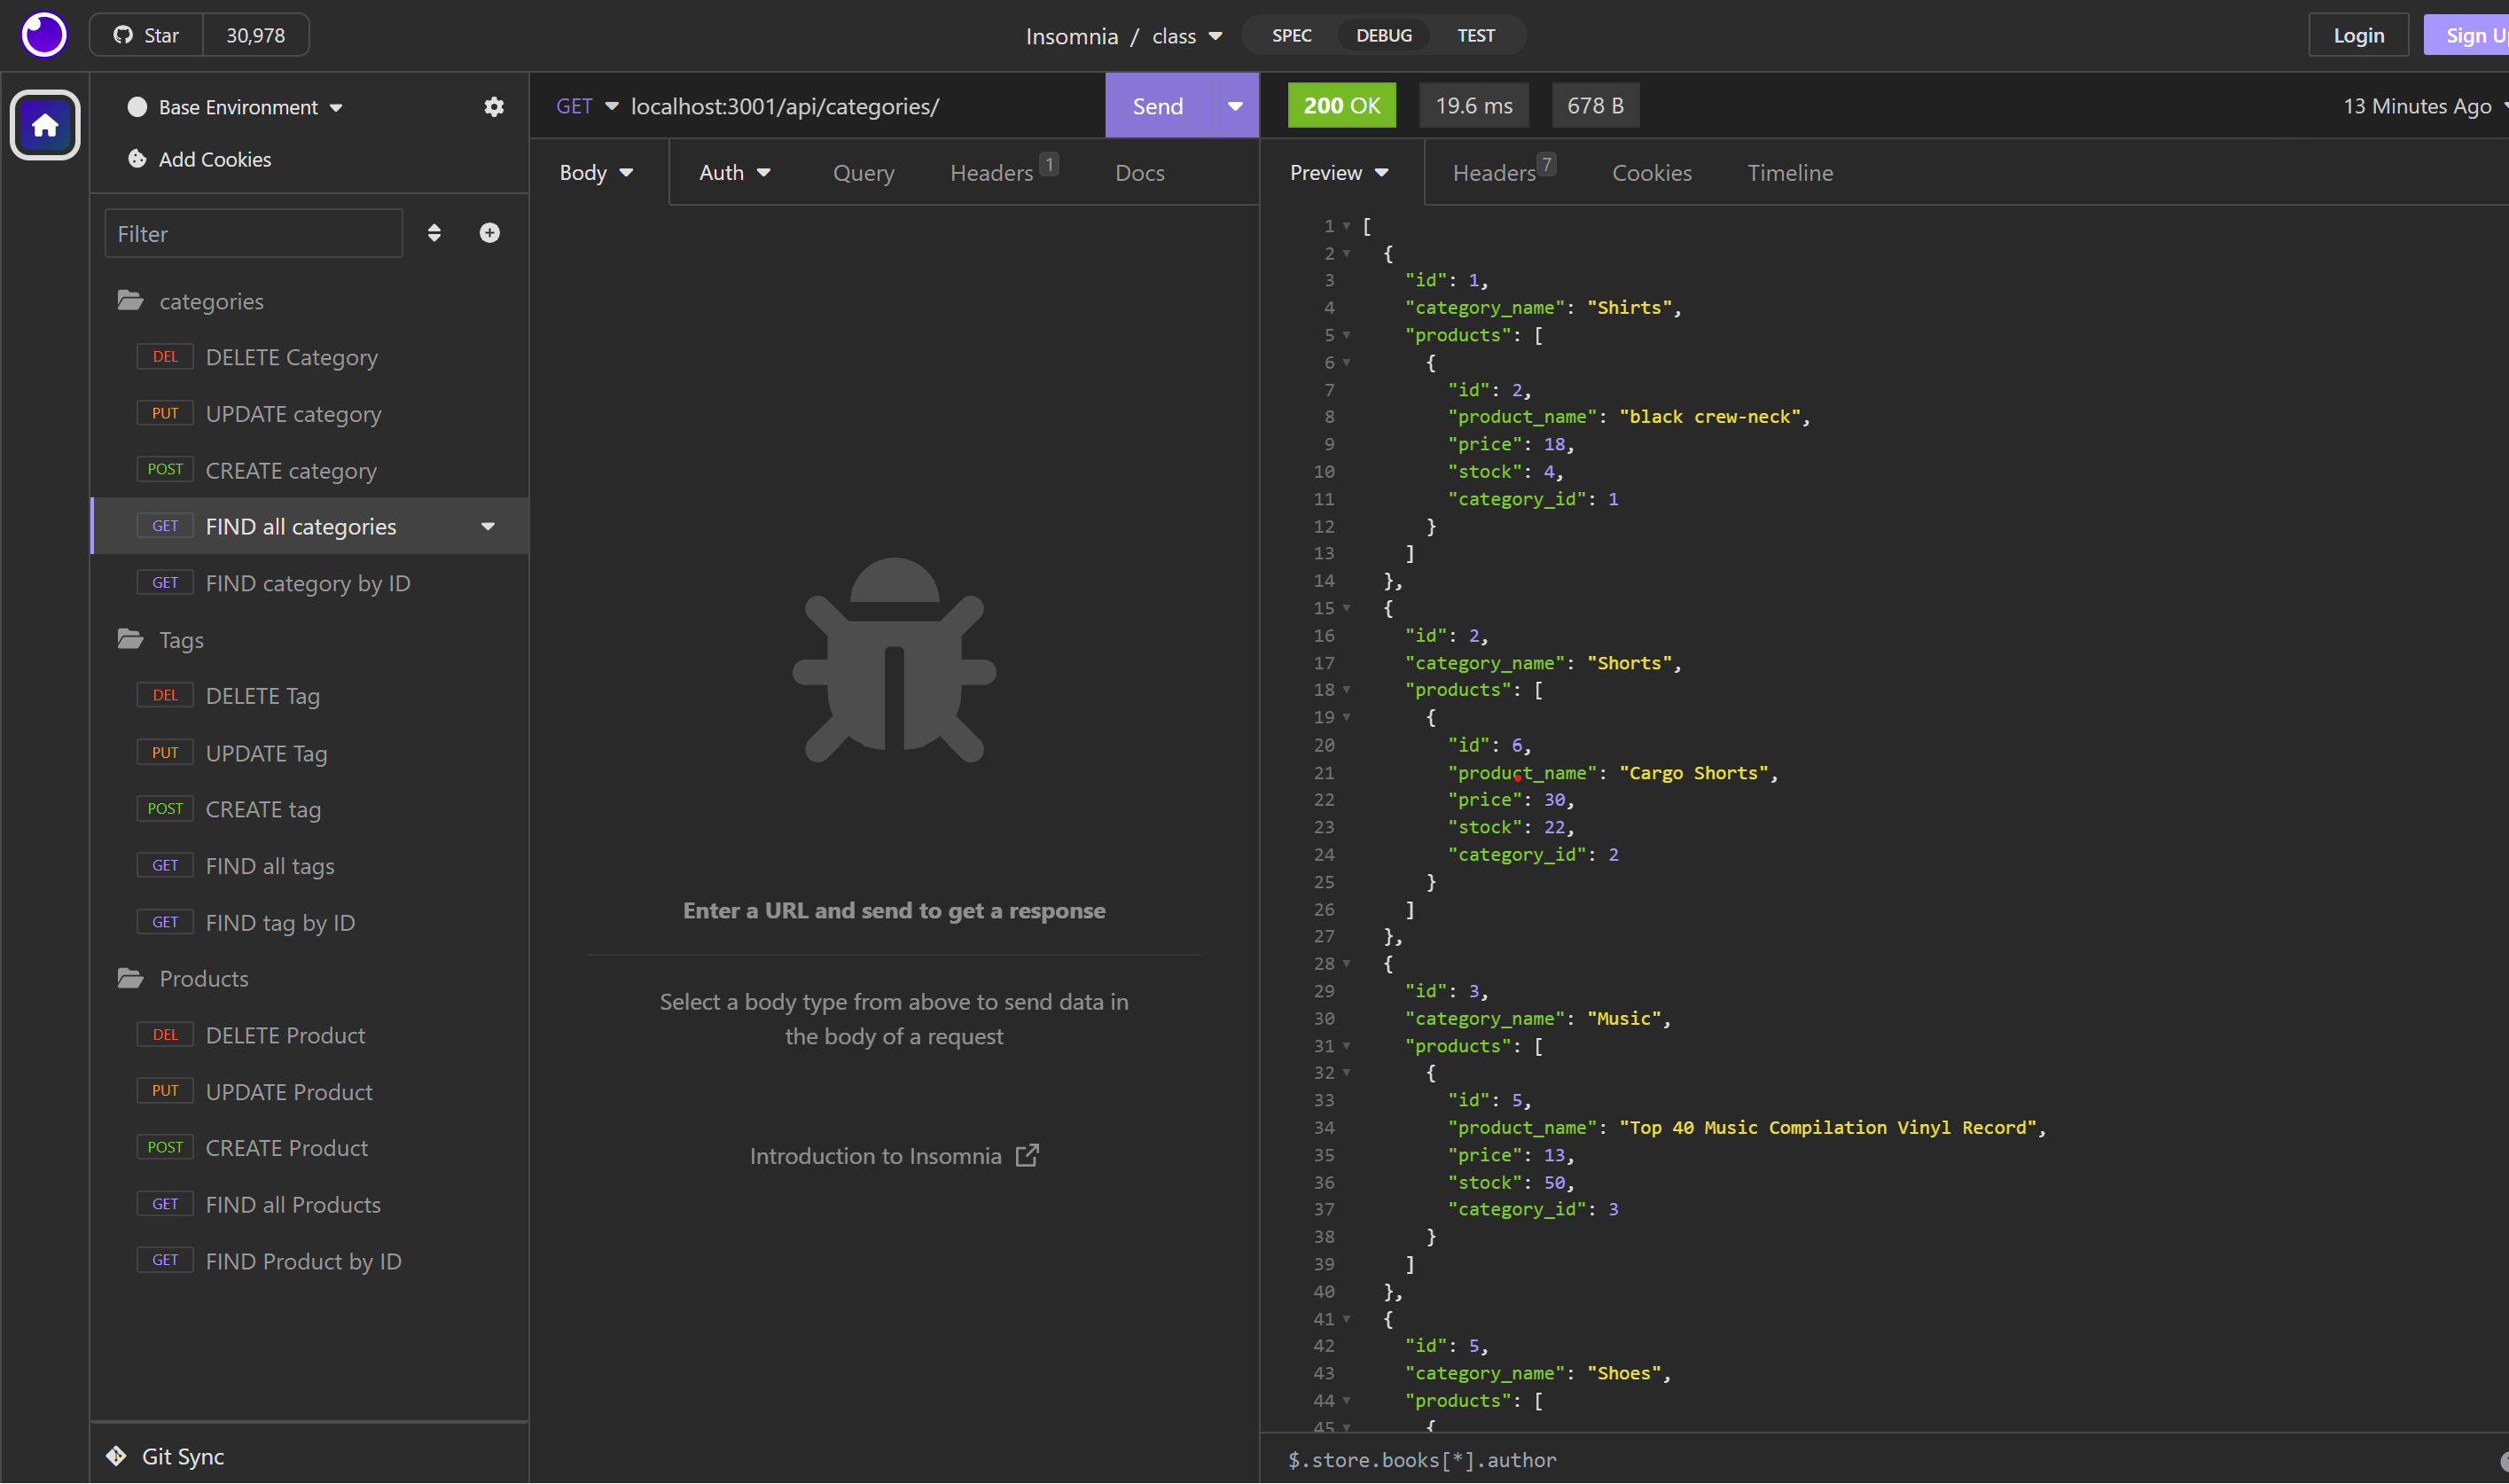 Star 30,978
Insomnia / class
SPEC DEBUG TEST
Login
Sign U
Base Environment
Add Cookies
Filter
categories
DEL DELETE Category
PUT UPDATE category
POST CREATE category
GET FIND all categories
GET FIND category by ID
Tags
DEL DELETE Tag
PUT UPDATE Tag
POST CREATE tag
GET FIND all tags
GET FIND tag by ID
Products
DEL DELETE Product
PUT UPDATE Product
POST CREATE Product
GET FIND all Products
GET FIND Product by ID
Git Sync
GET localhost:3001/api/categories/ Send
Body Auth Query Headers 1 Docs
Enter a URL and send to get a response
Select a body type from above to send data in
the body of a request
Introduction to Insomnia
200 OK 19.6 ms 678 B 13 Minutes Ago
Preview Headers 7 Cookies Timeline
1 [
2 {
3 "id": 1,
4 "category_name": "Shirts",
5 "products": [
6 {
7 "id": 2,
8 "product_name": "black crew-neck",
9 "price": 18,
10 "stock": 4,
11 "category_id": 1
12 }
13 ]
14 },
15 {
16 "id": 2,
17 "category_name": "Shorts",
18 "products": [
19 {
20 "id": 6,
21 "product_name": "Cargo Shorts",
22 "price": 30,
23 "stock": 22,
24 "category_id": 2
25 }
26 ]
27 },
28 {
29 "id": 3,
30 "category_name": "Music",
31 "products": [
32 {
33 "id": 5,
34 "product_name": "Top 40 Music Compilation Vinyl Record",
35 "price": 13,
36 "stock": 50,
37 "category_id": 3
38 }
39 ]
40 },
41 {
42 "id": 5,
43 "category_name": "Shoes",
44 "products": [
45 {
$.store.books[*].author